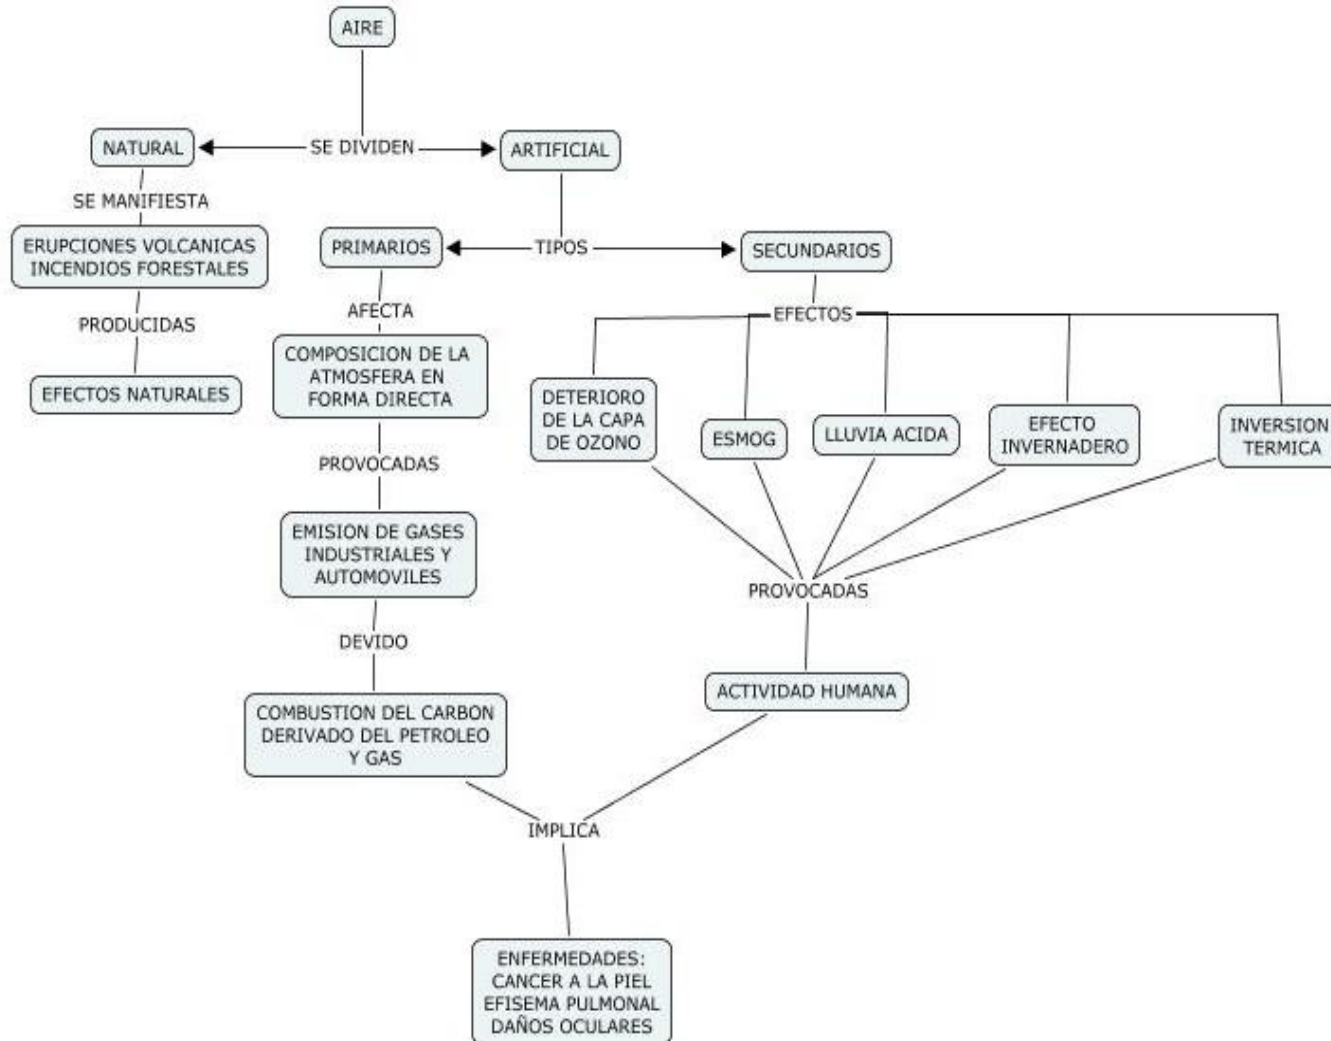 AIRE
NATURAL
SE DIVIDEN
ARTIFICIAL
SE MANIFIESTA
ERUPCIONES VOLCANICAS
INCENDIOS FORESTALES
PRIMARIOS
TIPOS
SECUNDARIOS
PRODUCIDAS
AFECTA
EFECTOS
EFECTOS NATURALES
COMPOSICION DE LA
ATMOSFERA EN
FORMA DIRECTA
DETERIORO
DE LA CAPA
DE OZONO
ESMOG
LLUVIA ACIDA
EFECTO
INVERNADERO
INVERSION
TERMICA
PROVOCADAS
EMISION DE GASES
INDUSTRIALES Y
AUTOMOVILES
PROVOCADAS
DEVIDO
ACTIVIDAD HUMANA
COMBUSTION DEL CARBON
DERIVADO DEL PETROLEO
Y GAS
IMPLICA
ENFERMEDADES:
CANCER A LA PIEL
EFISEMA PULMONAL
DAÑOS OCULARES